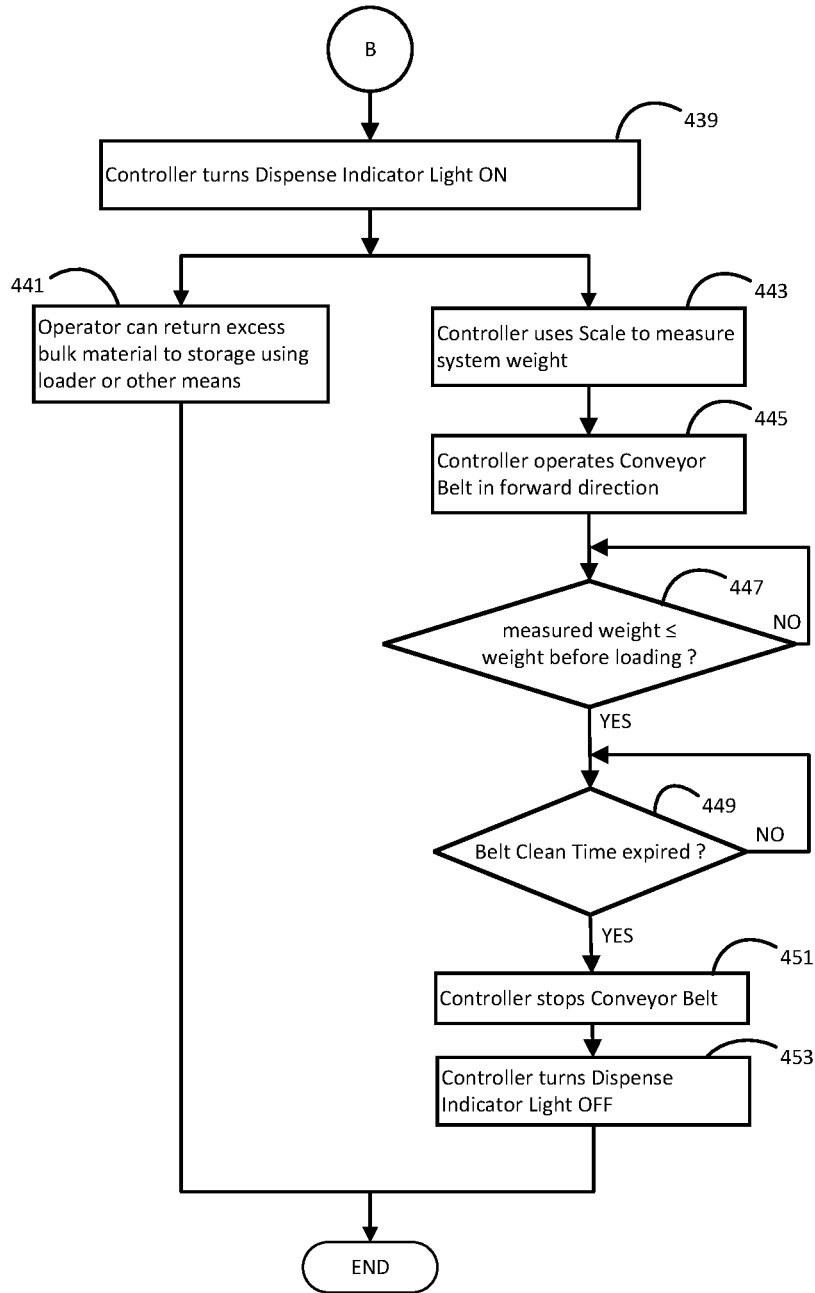 B
439
Controller turns Dispense Indicator Light ON
441
Operator can return excess
bulk material to storage using
loader or other means
443
Controller uses Scale to measure
system weight
445
Controller operates Conveyor
Belt in forward direction
447
NO
measured weight ≤
weight before loading ?
YES
449
NO
Belt Clean Time expired ?
YES
451
Controller stops Conveyor Belt
453
Controller turns Dispense
Indicator Light OFF
END